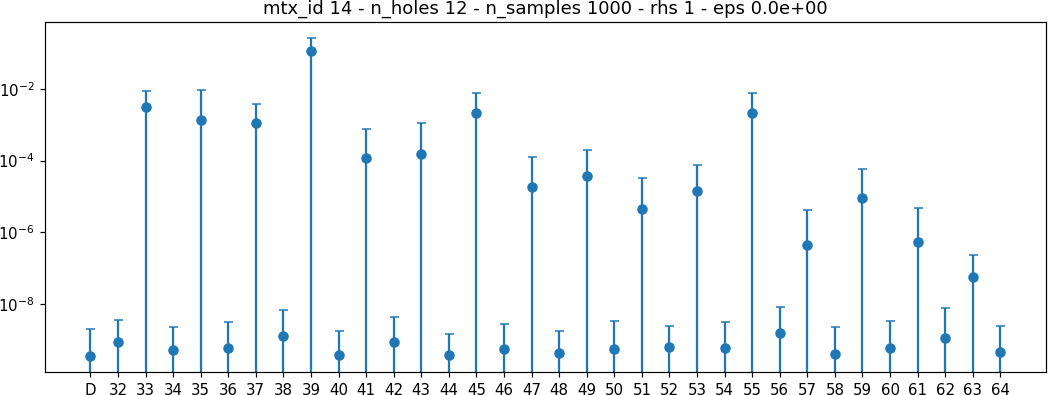 mtx_id 14 - n_holes 12 - n_samples 1000 - rhs 1 - eps 0.0e+00
10⁻²
10⁻⁴
10⁻⁶
10⁻⁸
D 32 33 34 35 36 37 38 39 40 41 42 43 44 45 46 47 48 49 50 51 52 53 54 55 56 57 58 59 60 61 62 63 64